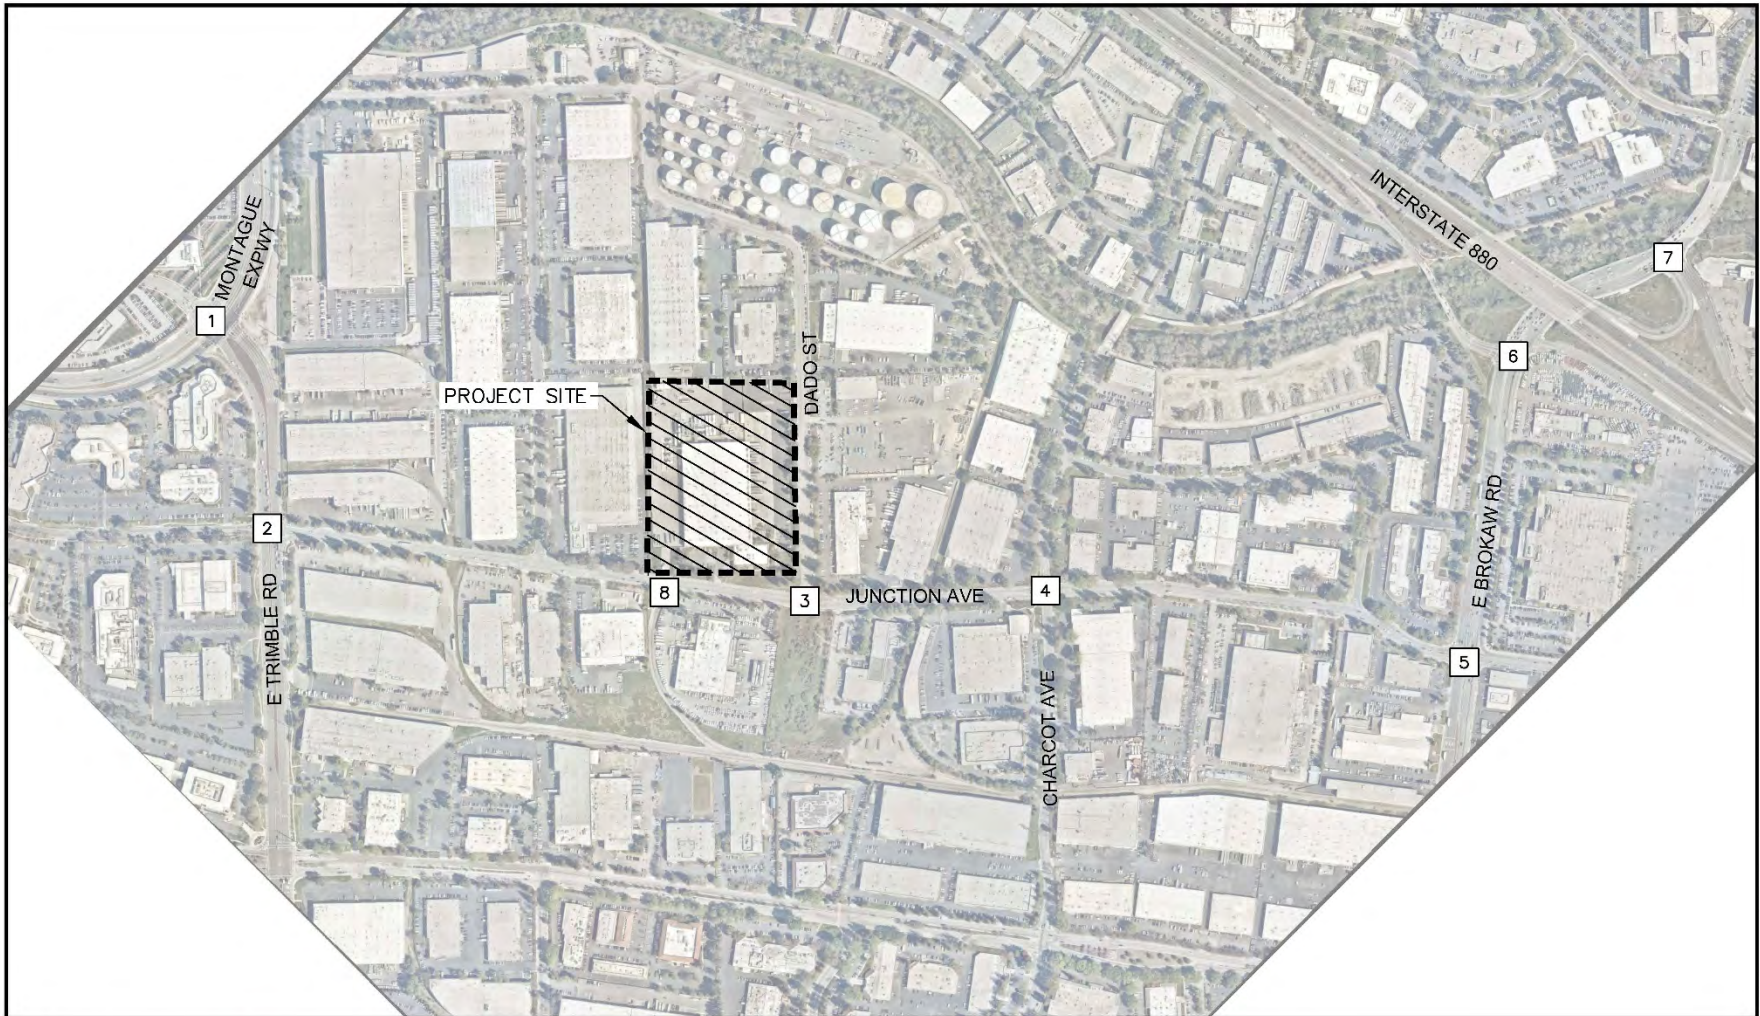 INTERSTATE 880
7
MONTAGUE
EXPWY
1
6
DADO ST
PROJECT SITE
2
E BROKAW RD
8
3
JUNCTION AVE
4
E TRIMBLE RD
5
CHARCOT AVE